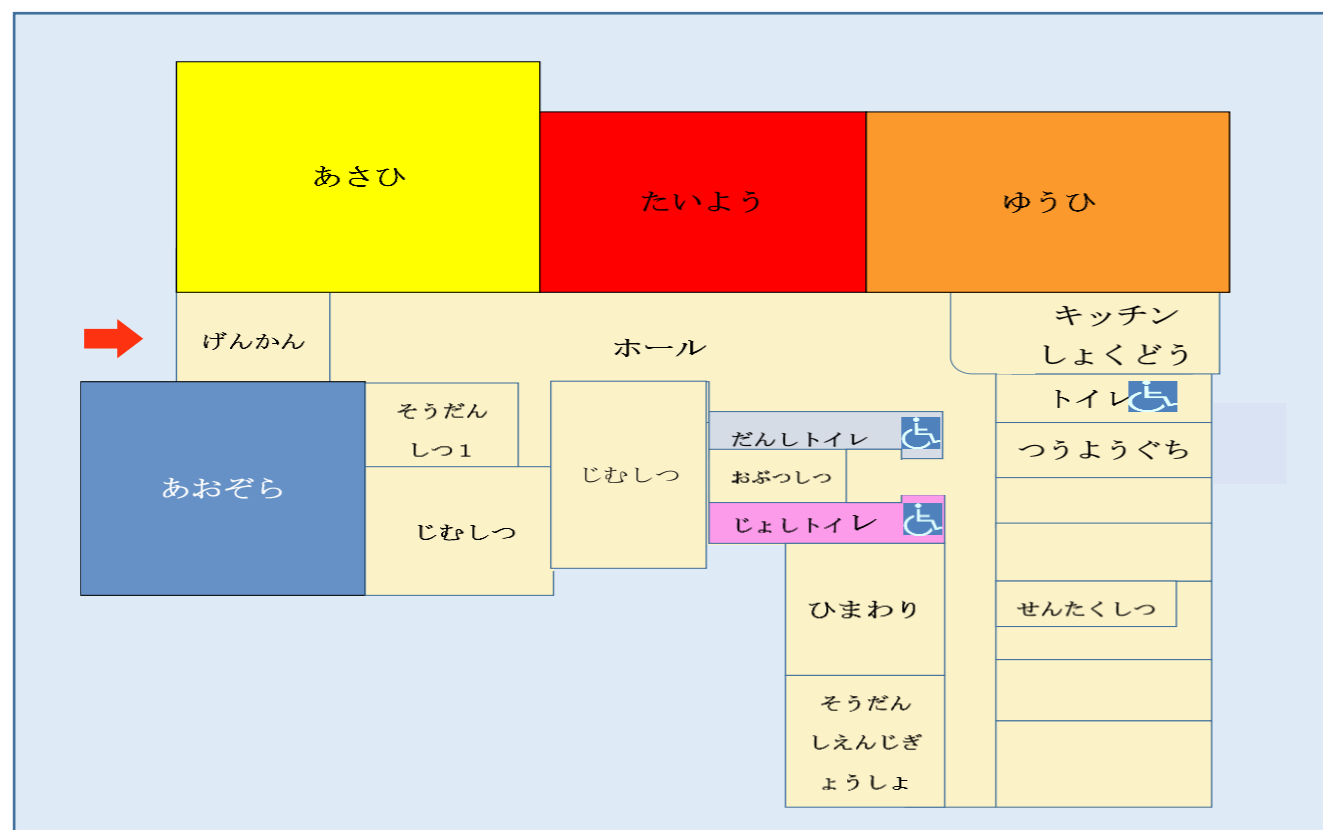 あさひ
たいよう
ゆうひ
げんかん
ホール
キッチン
しょくどう
あおぞら
そうだん
しつ１
じむしつ
じむしつ
だんしトイレ
おぶつしつ
じょしトイレ
トイレ
つうようぐち
ひまわり
せんたくしつ
そうだん
しえんじぎ
ょうしょ